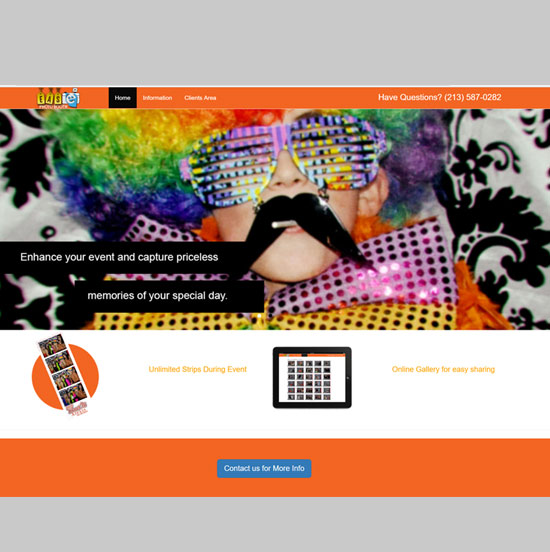 Home Information Clients Area Have Questions? (213) 587-0282
Enhance your event and capture priceless
memories of your special day.
Unlimited Strips During Event
Online Gallery for easy sharing
Contact us for More Info